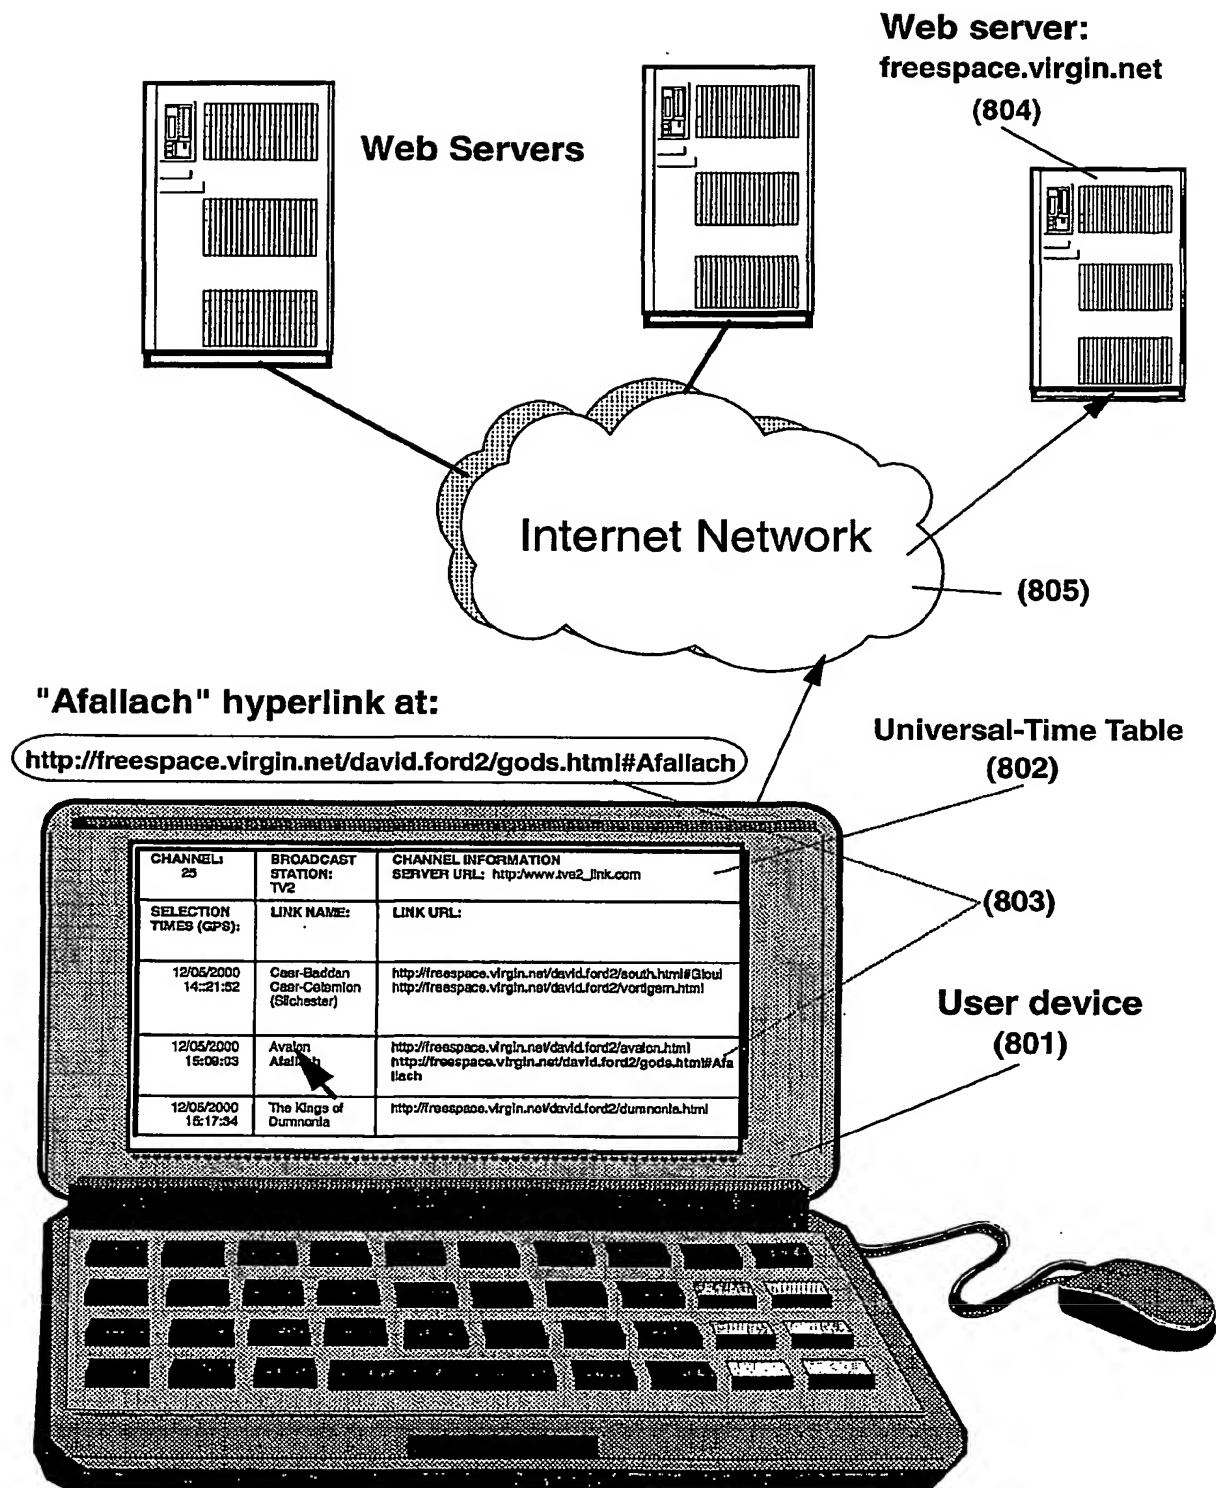 Web server:
freespace.virgin.net
(804)
Web Servers
Internet Network
(805)
"Afallach" hyperlink at:
http://freespace.virgin.net/david.ford2/gods.html#Afallach
Universal-Time Table
(802)
(803)
User device
(801)
CHANNEL: BROADCAST CHANNEL INFORMATION
25 STATION: SERVER URL: http:/www.tve2_link.com
TV2
SELECTION LINK NAME: LINK URL:
TIMES (GPS):
12/05/2000 Caer-Baddan http://freespace.virgin.net/david.ford2/south.html#Gloui
14::21:52 Caer-Celemion http://freespace.virgin.net/david.ford2/vortigern.html
(Silchester)
12/05/2000 Avalon http://freespace.virgin.net/david.ford2/avalon.html
15:09:03 Afallach http://freespace.virgin.net/david.ford2/gods.html#Afa
llach
12/05/2000 The Kings of http://freespace.virgin.net/david.ford2/dumnonia.html
15:17:34 Dumnonia